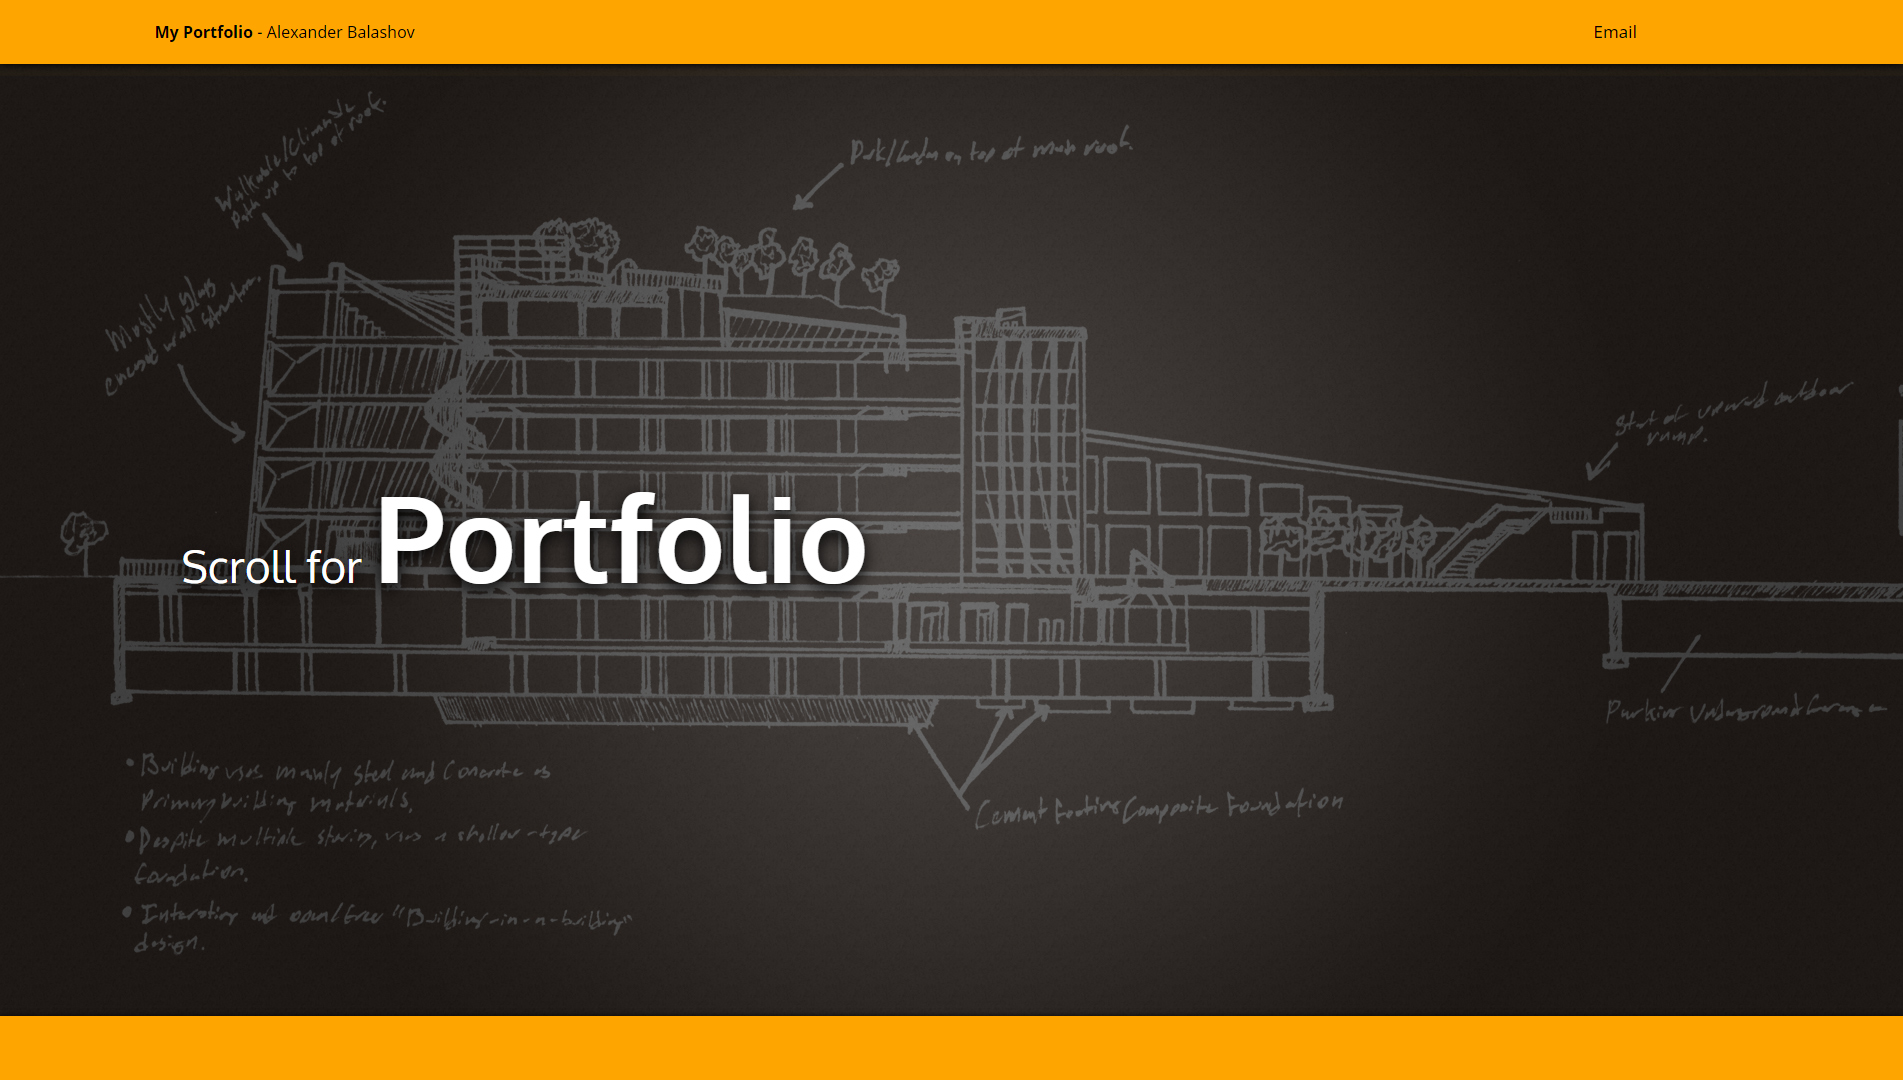 My Portfolio - Alexander Balashov
Email
Walkable/Climbable
Path up to top of roof.
Park/Garden on top of main roof.
Mostly glass
wall structure.
Start of upward outdoor
ramp.
Scroll for Portfolio
Parking Underground Garage
Cement Footing Composite Foundation
• Building uses mainly Steel and Concrete as
Primary building materials.
• Despite multiple stories, uses a shallow-type
foundation.
• Interesting and open/free "Building-in-a-building"
design.